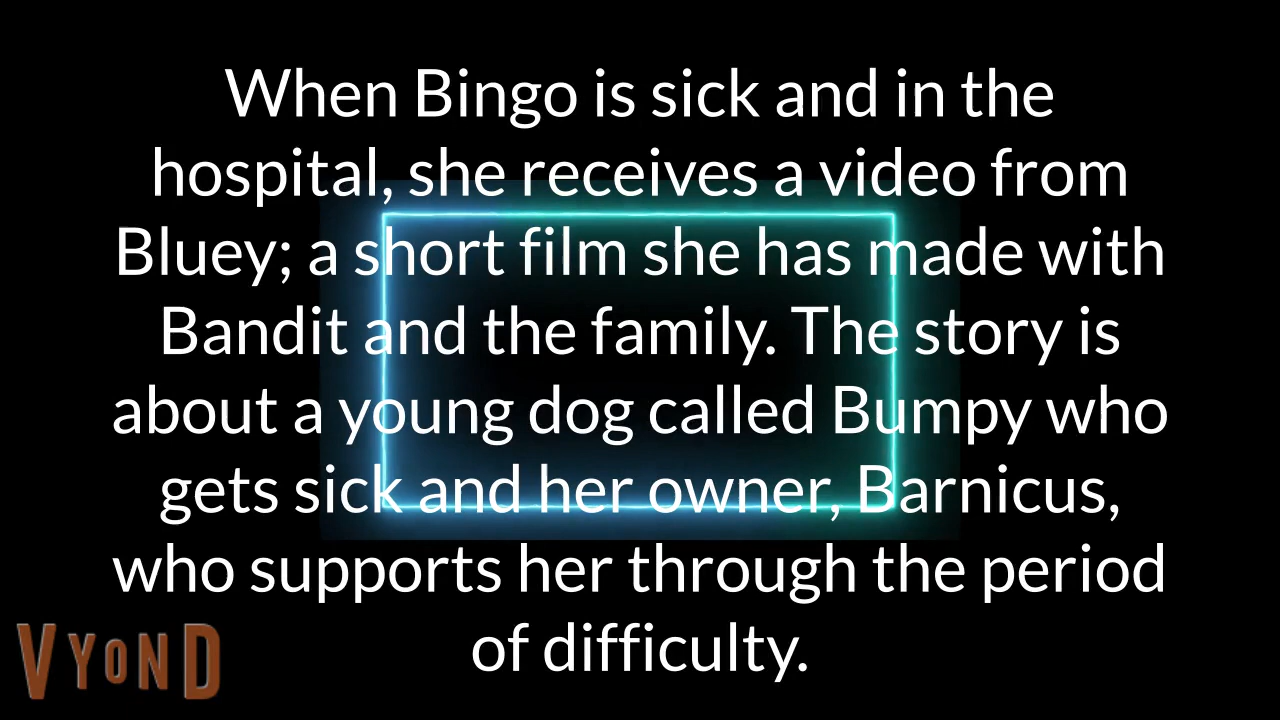 When Bingo is sick and in the
hospital, she receives a video from
Bluey; a short film she has made with
Bandit and the family. The story is
about a young dog called Bumpy who
gets sick and her owner, Barnicus,
who supports her through the period
of difficulty.
VYOND